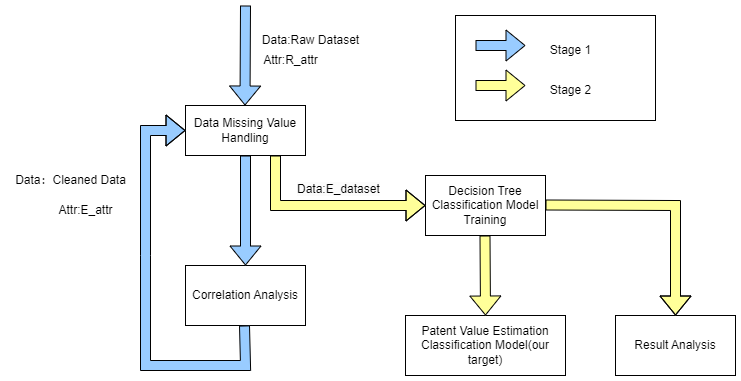 Data:Raw Dataset
Attr:R_attr
Stage 1
Stage 2
Data Missing Value
Handling
Data: Cleaned Data
Attr:E_attr
Data:E_dataset
Decision Tree
Classification Model
Training
Correlation Analysis
Patent Value Estimation
Classification Model(our
target)
Result Analysis